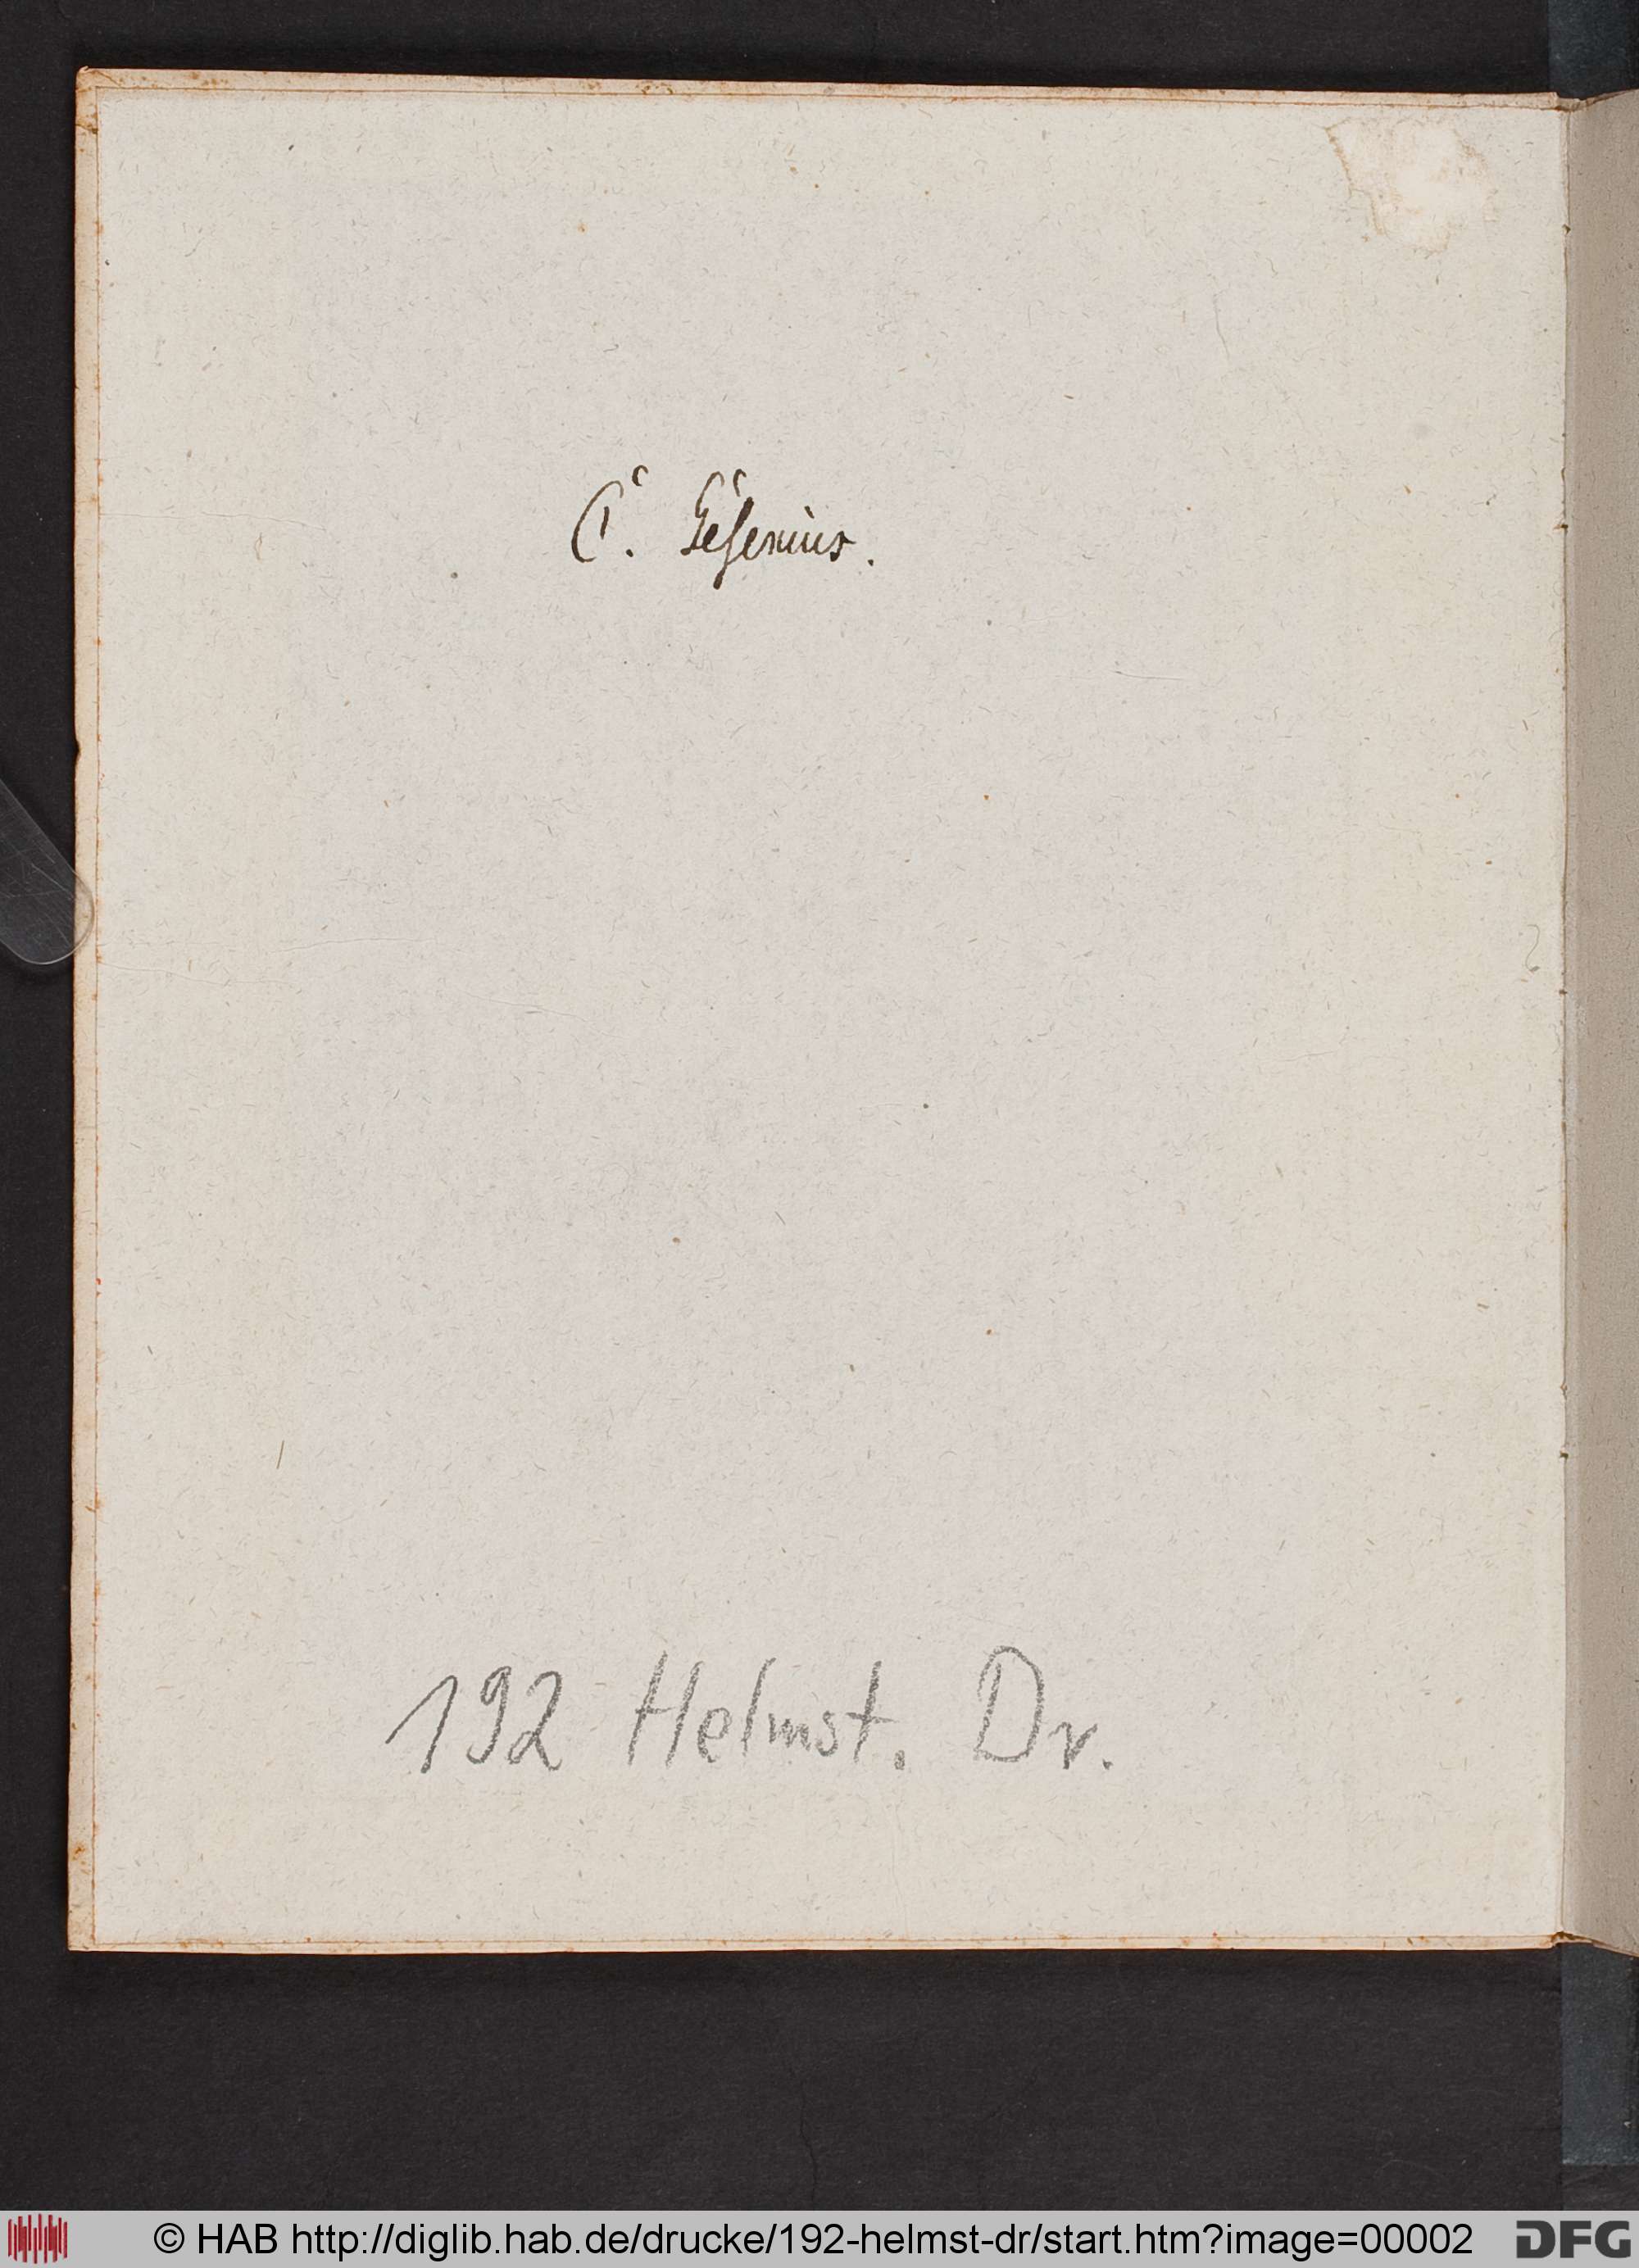 C. Gesenius.
192 Helmst. Dr.
© HAB http://diglib.hab.de/drucke/192-helmst-dr/start.htm?image=00002
DFG